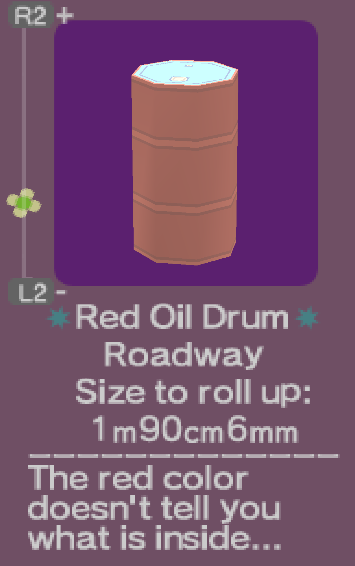 R2 +
L2 -
Red Oil Drum
Roadway
Size to roll up:
1m90cm6mm
The red color
doesn't tell you
what is inside...